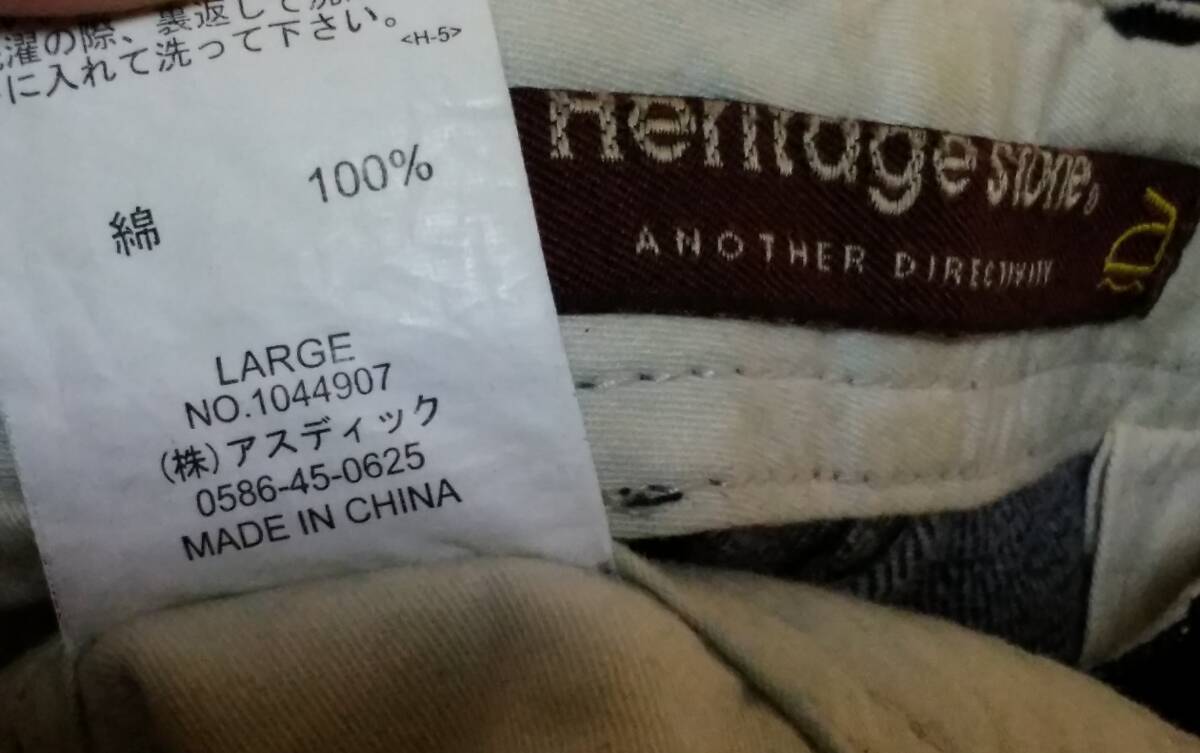 濯の際、裏返して洗
に入れて洗って下さい。
<H-5>
綿 100%
LARGE
NO.1044907
(株)アスディック
0586-45-0625
MADE IN CHINA
Heritage stone®
ANOTHER DIRECTIVITY